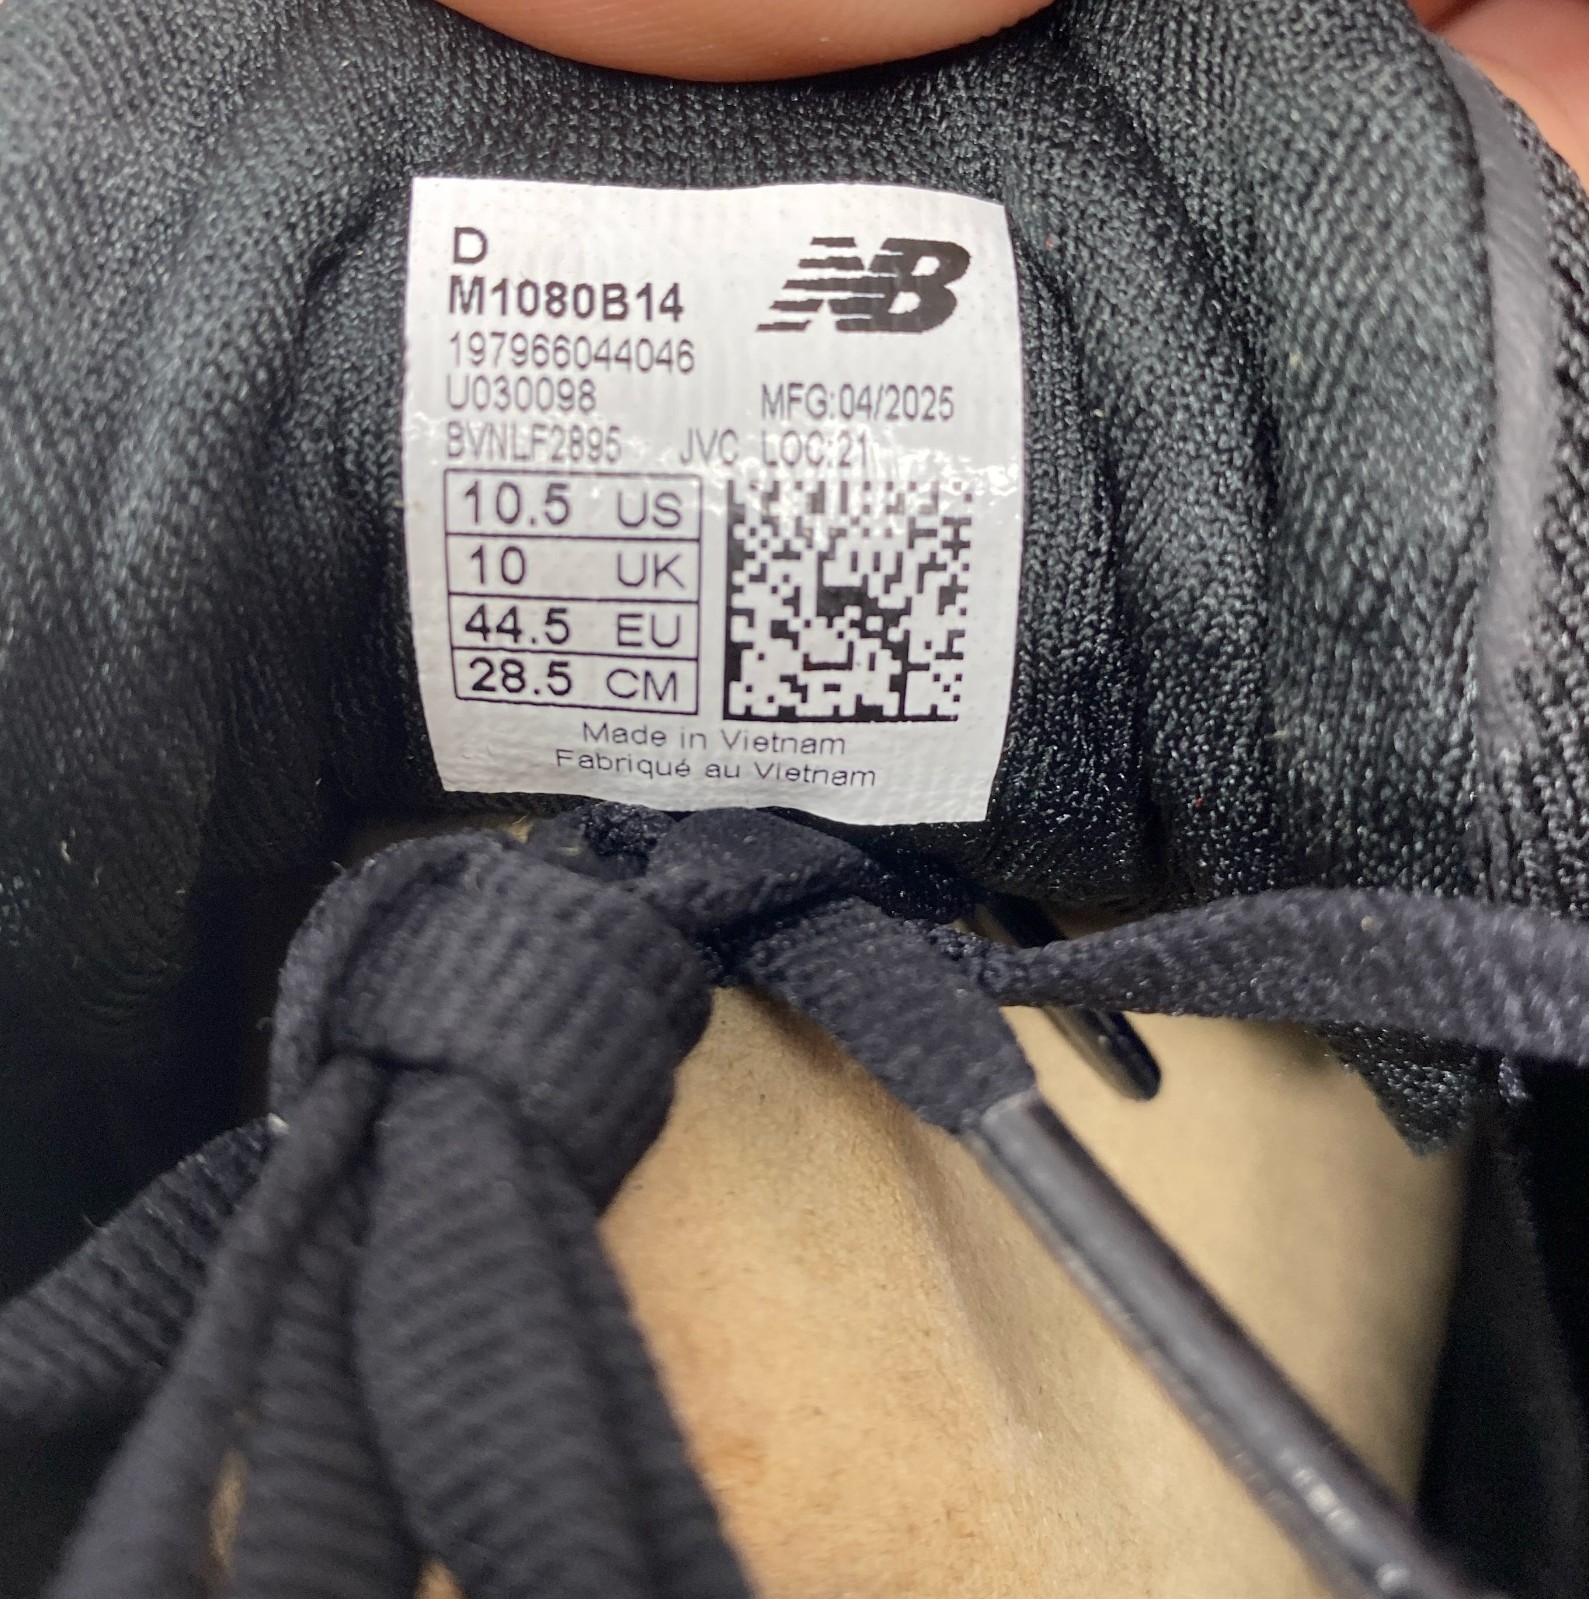 D
M1080B14
NB
197966044046
U030098 MFG:04/2025
BVNLF2895 JVC LOC:21
10.5 US
10 UK
44.5 EU
28.5 CM
Made in Vietnam
Fabriqué au Vietnam